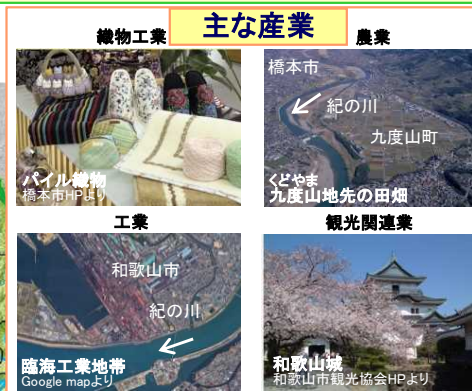 主な産業
織物工業
農業
パイル織物
橋本市HPより
橋本市
紀の川
九度山町
くどやま
九度山地先の田畑
工業
観光関連業
和歌山市
紀の川
臨海工業地帯
Google mapより
和歌山城
和歌山市観光協会HPより